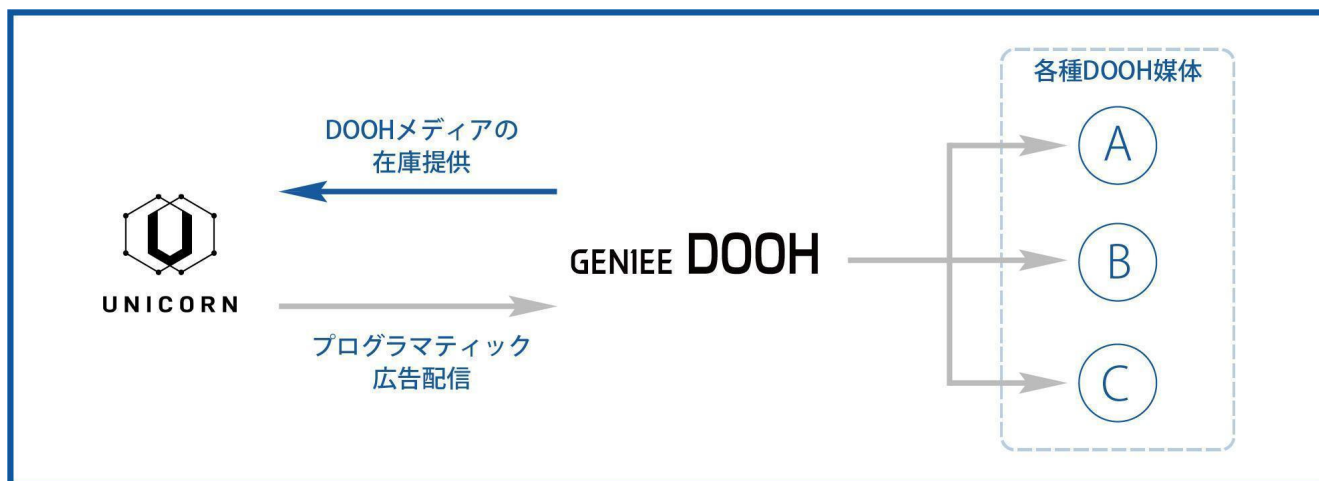 各種DOOH媒体
DOOHメディアの
在庫提供
A
UNICORN
GENIEE DOOH
B
プログラマティック
広告配信
C